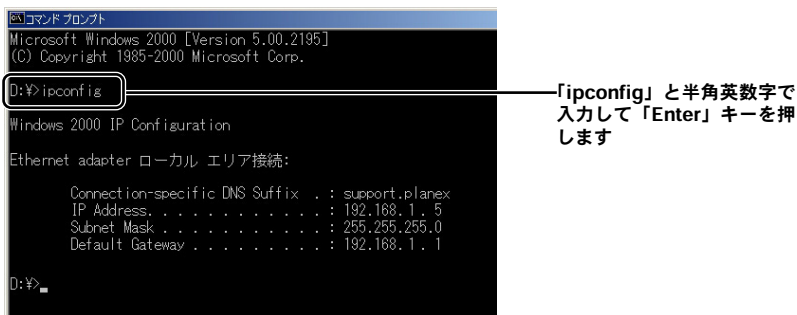 コマンド プロンプト
Microsoft Windows 2000 [Version 5.00.2195]
(C) Copyright 1985-2000 Microsoft Corp.
D:¥>ipconfig
Windows 2000 IP Configuration
Ethernet adapter ローカル エリア接続:
Connection-specific DNS Suffix . : support.planex
IP Address. . . . . . . . . . . . : 192.168.1.5
Subnet Mask . . . . . . . . . . . : 255.255.255.0
Default Gateway . . . . . . . . . : 192.168.1.1
D:¥>_
「ipconfig」と半角英数字で
入力して「Enter」キーを押
します